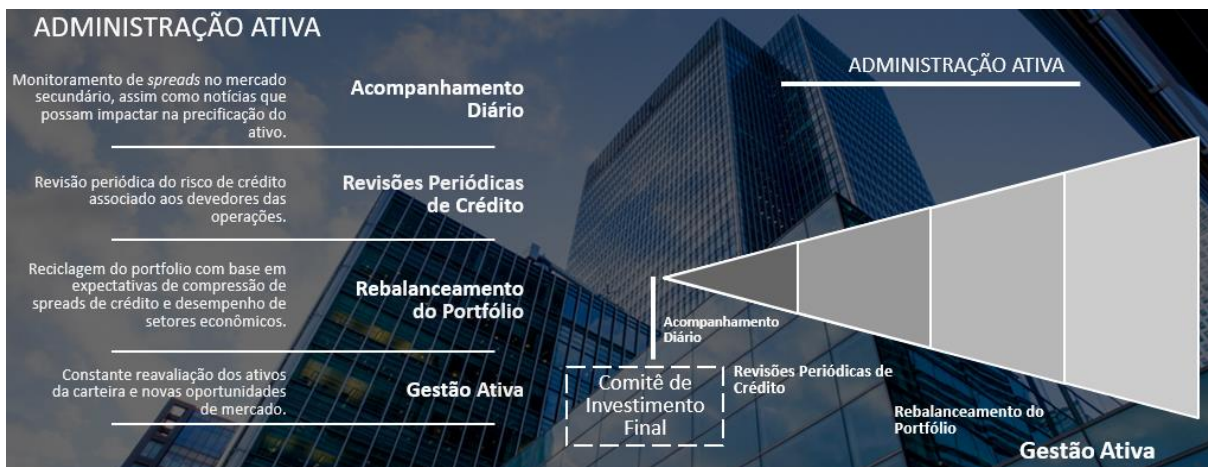 ADMINISTRAÇÃO ATIVA
Monitoramento de spreads no mercado
secundário, assim como notícias que
possam impactar na precificação do
ativo.
Acompanhamento
Diário
Revisão periódica do risco de crédito
associado aos devedores das
operações.
Revisões Periódicas
de Crédito
Reciclagem do portfolio com base em
expectativas de compressão de
spreads de crédito e desempenho de
setores econômicos.
Rebalanceamento
do Portfólio
Constante reavaliação dos ativos
da carteira e novas oportunidades
de mercado.
Gestão Ativa
ADMINISTRAÇÃO ATIVA
Comitê de
Investimento
Final
Acompanhamento
Diário
Revisões Periódicas de
Crédito
Rebalanceamento do
Portfólio
Gestão Ativa